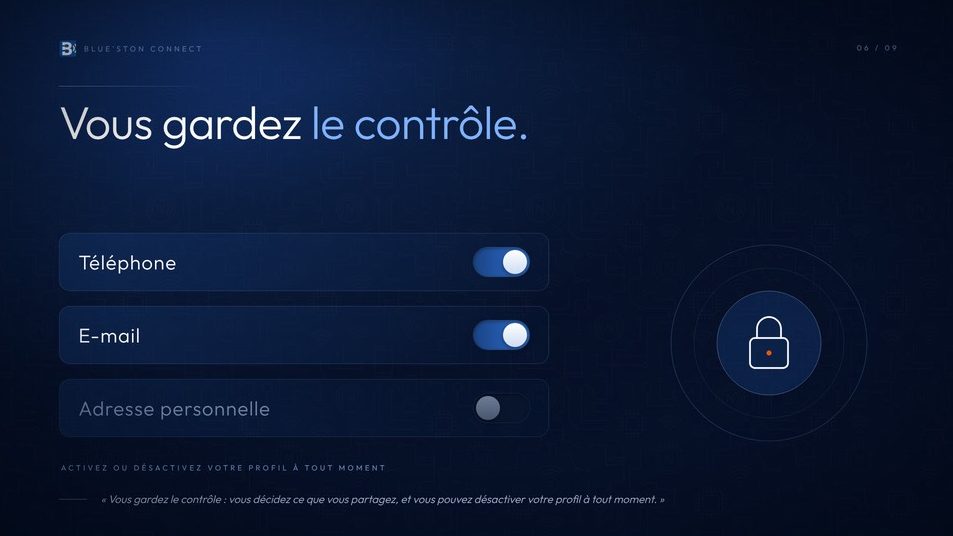 BLUE'STON CONNECT
06 / 09
Vous gardez le contrôle.
Téléphone
E-mail
Adresse personnelle
ACTIVEZ OU DÉSACTIVEZ VOTRE PROFIL À TOUT MOMENT
« Vous gardez le contrôle : vous décidez ce que vous partagez, et vous pouvez désactiver votre profil à tout moment. »